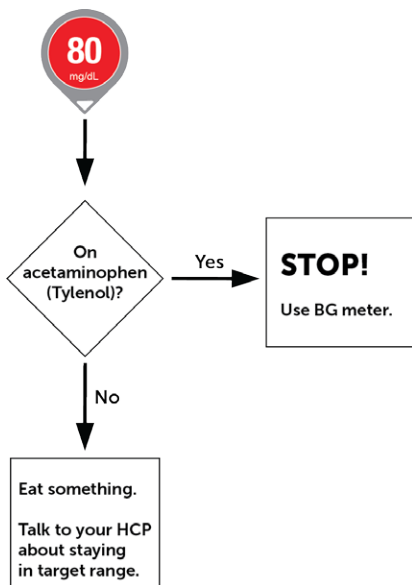 80
mg/dL
On
acetaminophen
(Tylenol)?
Yes
STOP!
Use BG meter.
No
Eat something.
Talk to your HCP
about staying
in target range.